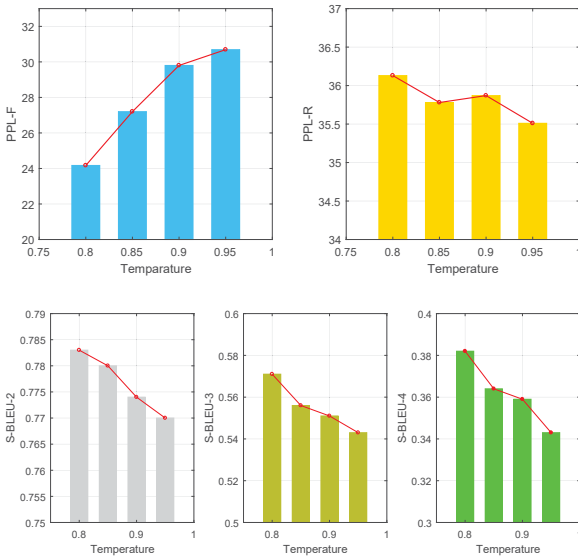 PPL-F
32
30
28
26
24
22
20
0.75 0.8 0.85 0.9 0.95 1
Temparature
PPL-R
37
36.5
36
35.5
35
34.5
34
0.75 0.8 0.85 0.9 0.95 1
Temperature
S-BLEU-2
0.79
0.785
0.78
0.775
0.77
0.765
0.76
0.755
0.75
0.8 0.9 1
Temperature
S-BLEU-3
0.6
0.58
0.56
0.54
0.52
0.5
0.8 0.9 1
Temperature
S-BLEU-4
0.4
0.38
0.36
0.34
0.32
0.3
0.8 0.9
Temperature